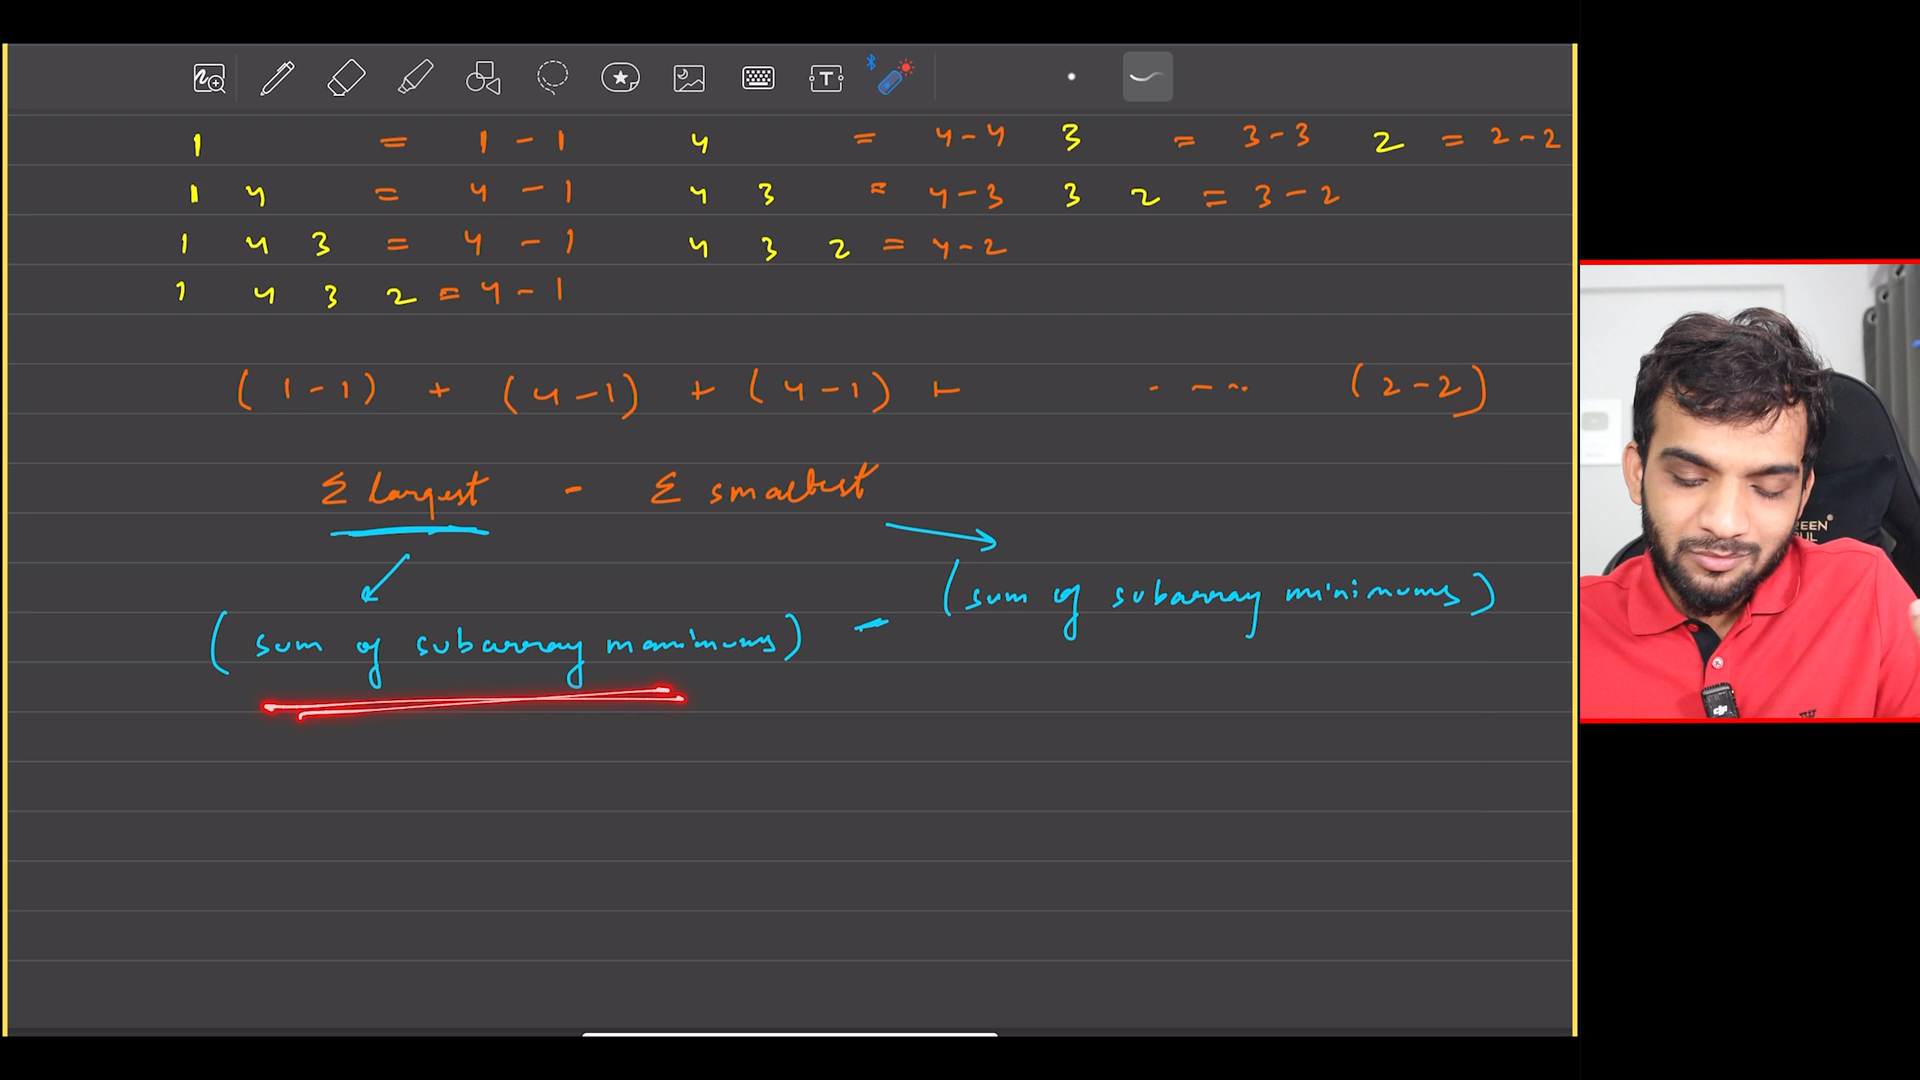 1 = 1 - 1 4 = 4 - 4 3 = 3 - 3 2 = 2 - 2
1 4 = 4 - 1 4 3 = 4 - 3 3 2 = 3 - 2
1 4 3 = 4 - 1 4 3 2 = 4 - 2
1 4 3 2 = 4 - 1
(1 - 1) + (4 - 1) + (4 - 1) + . - - .. (2 - 2)
Σ largest - Σ smallest
(sum of subarray maximums) - (sum of subarray minimums)